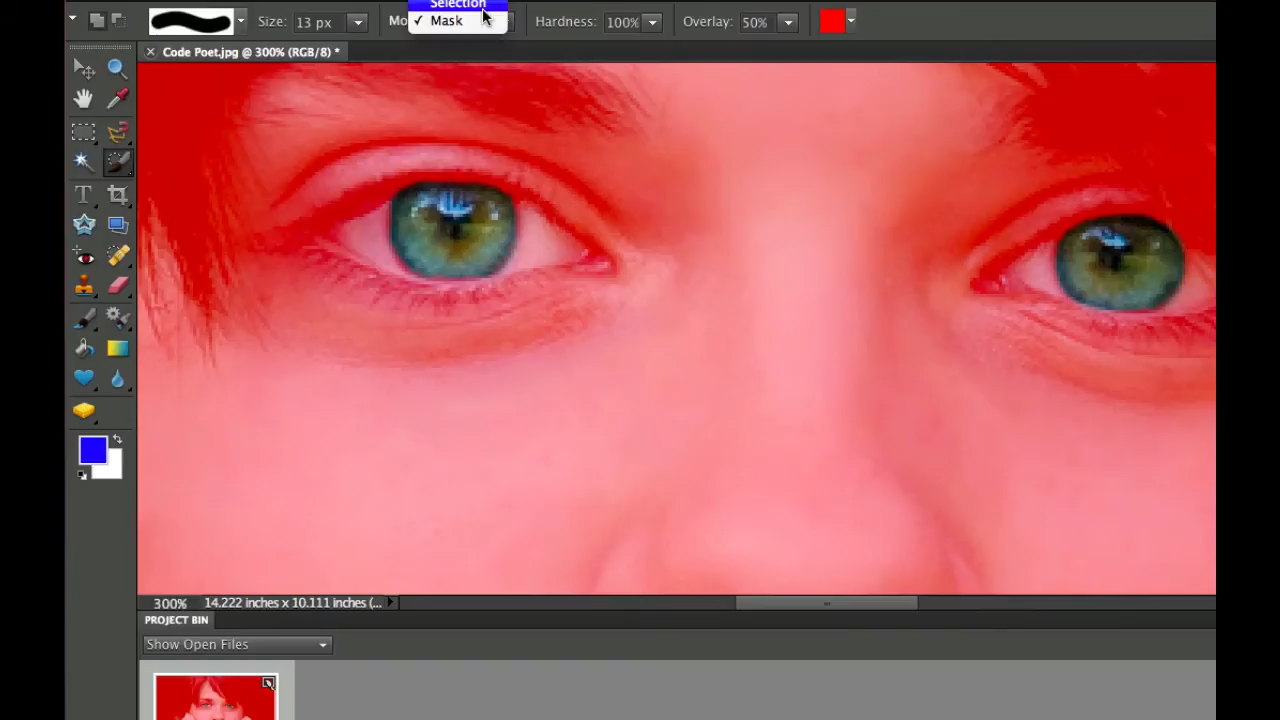 Selection
Size: 13 px Mo ✓ Mask Hardness: 100% Overlay: 50%
Code Poet.jpg @ 300% (RGB/8) *
T
300% 14.222 inches x 10.111 inches (...
PROJECT BIN
Show Open Files